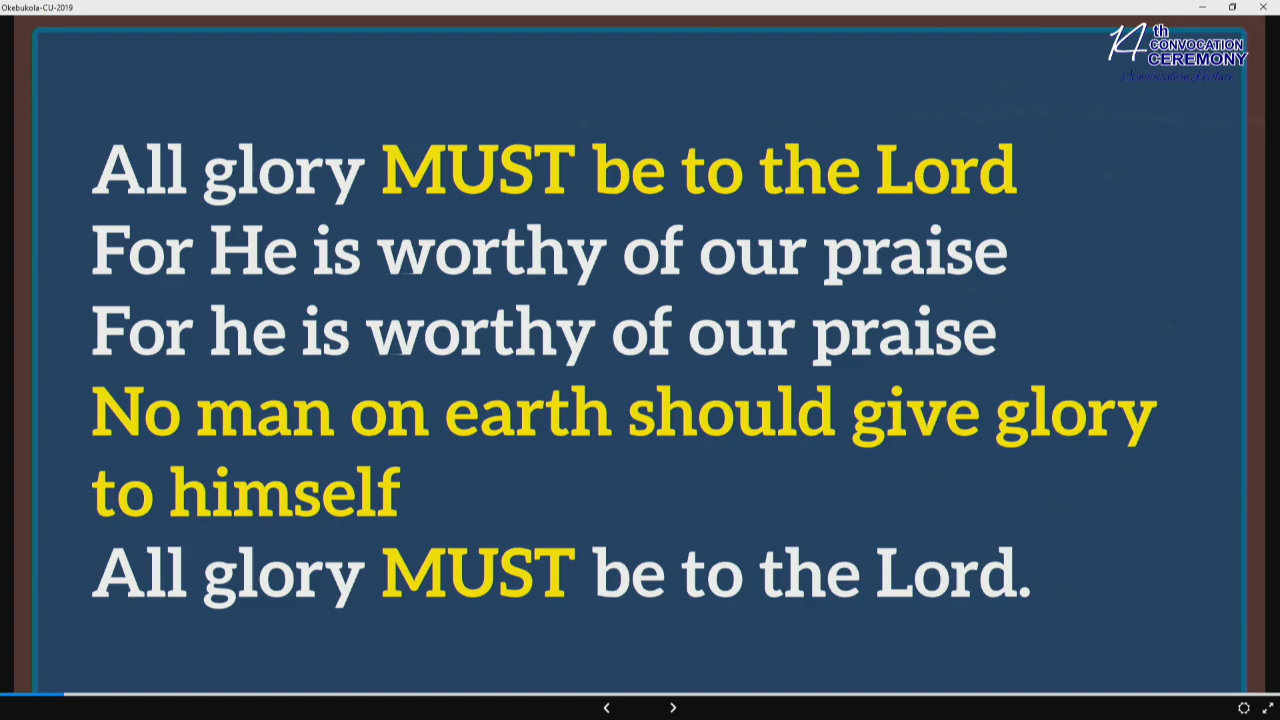 Okebukola-CU-2019
14th
CONVOCATION
CEREMONY
Convocation Lecture
All glory MUST be to the Lord
For He is worthy of our praise
For he is worthy of our praise
No man on earth should give glory
to himself
All glory MUST be to the Lord.